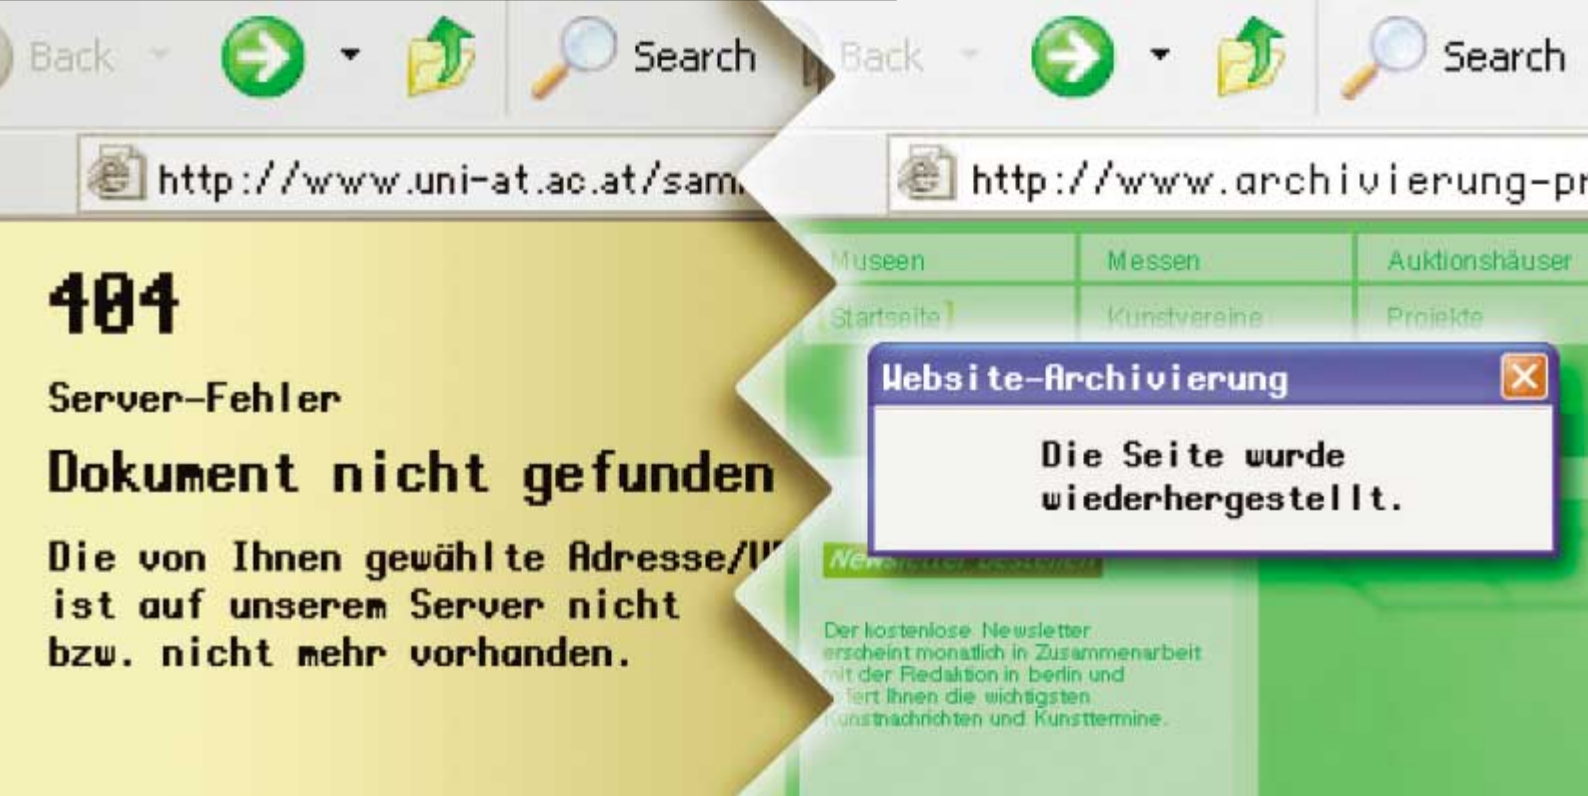 Back
Search
http://www.uni-at.ac.at/sam
404
Server-Fehler
Dokument nicht gefunden
Die von Ihnen gewählte Adresse/U
ist auf unserem Server nicht
bzw. nicht mehr vorhanden.
Back
Search
http://www.archivierung-pr
Museen
Messen
Auktionshäuser
[Startseite]
Kunstvereine
Projekte
Website-Archivierung
Die Seite wurde
wiederhergestellt.
Newsletter bestellen
Der kostenlose Newsletter
erscheint monatlich in Zusammenarbeit
mit der Redaktion in berlin und
liefert Ihnen die wichtigsten
Kunstnachrichten und Kunsttermine.